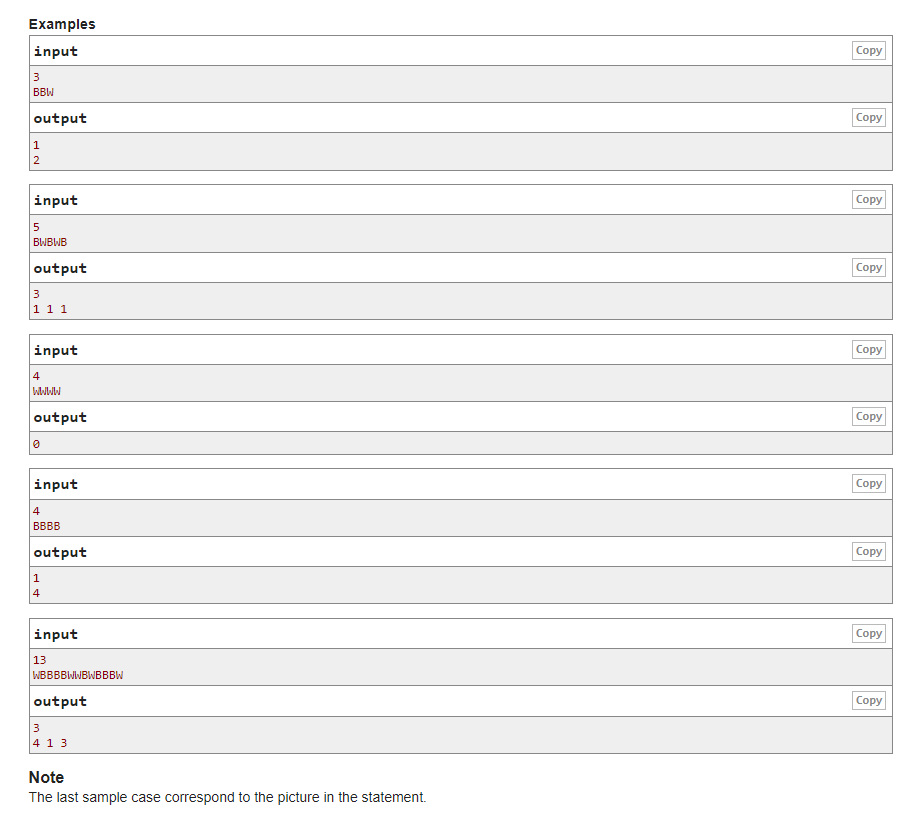 Examples
input Copy
3
BBW
output Copy
1
2
input Copy
5
BWBWB
output Copy
3
1 1 1
input Copy
4
WWWW
output Copy
0
input Copy
4
BBBB
output Copy
1
4
input Copy
13
WBBBBWWBWBBBW
output Copy
3
4 1 3
Note
The last sample case correspond to the picture in the statement.